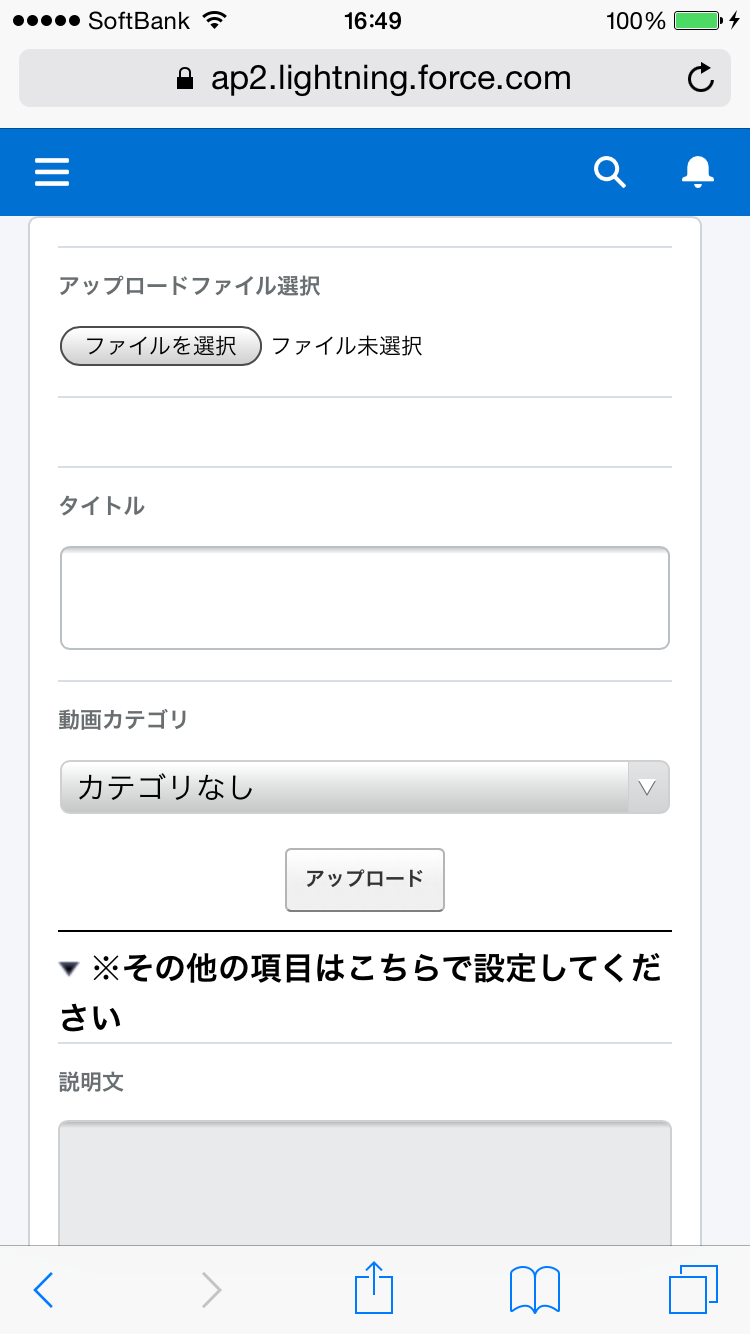 SoftBank 16:49 100%
ap2.lightning.force.com
アップロードファイル選択
ファイルを選択 ファイル未選択
タイトル
動画カテゴリ
カテゴリなし
アップロード
▼ ※その他の項目はこちらで設定してくだ
さい
説明文